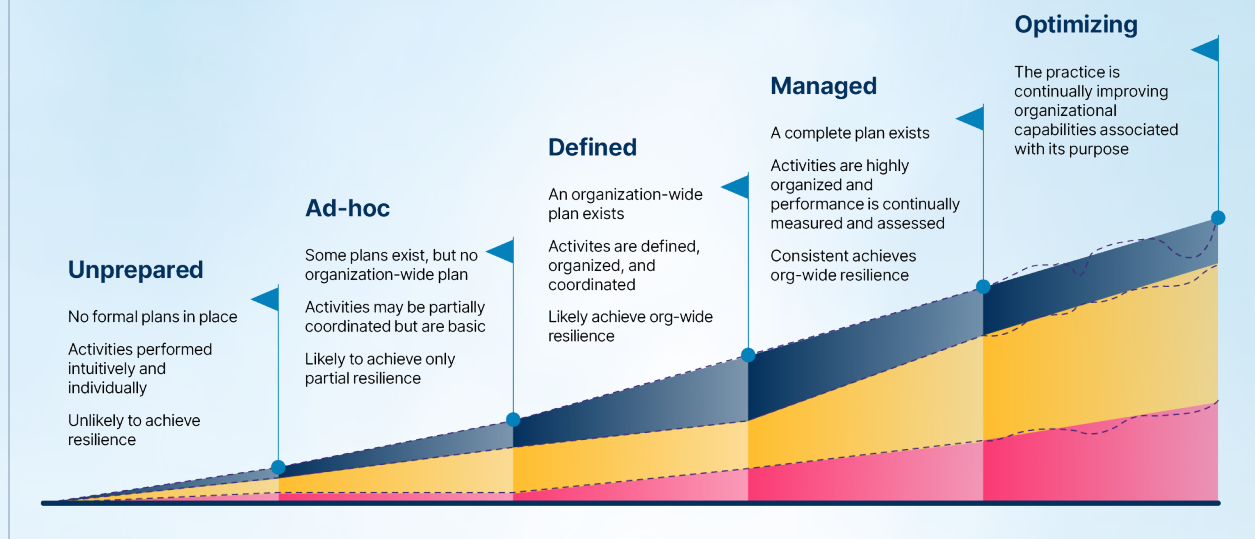 Unprepared
No formal plans in place
Activities performed
intuitively and
individually
Unlikely to achieve
resilience
Ad-hoc
Some plans exist, but no
organization-wide plan
Activities may be partially
coordinated but are basic
Likely to achieve only
partial resilience
Defined
An organization-wide
plan exists
Activites are defined,
organized, and
coordinated
Likely achieve org-wide
resilience
Managed
A complete plan exists
Activities are highly
organized and
performance is continually
measured and assessed
Consistent achieves
org-wide resilience
Optimizing
The practice is
continually improving
organizational
capabilities associated
with its purpose